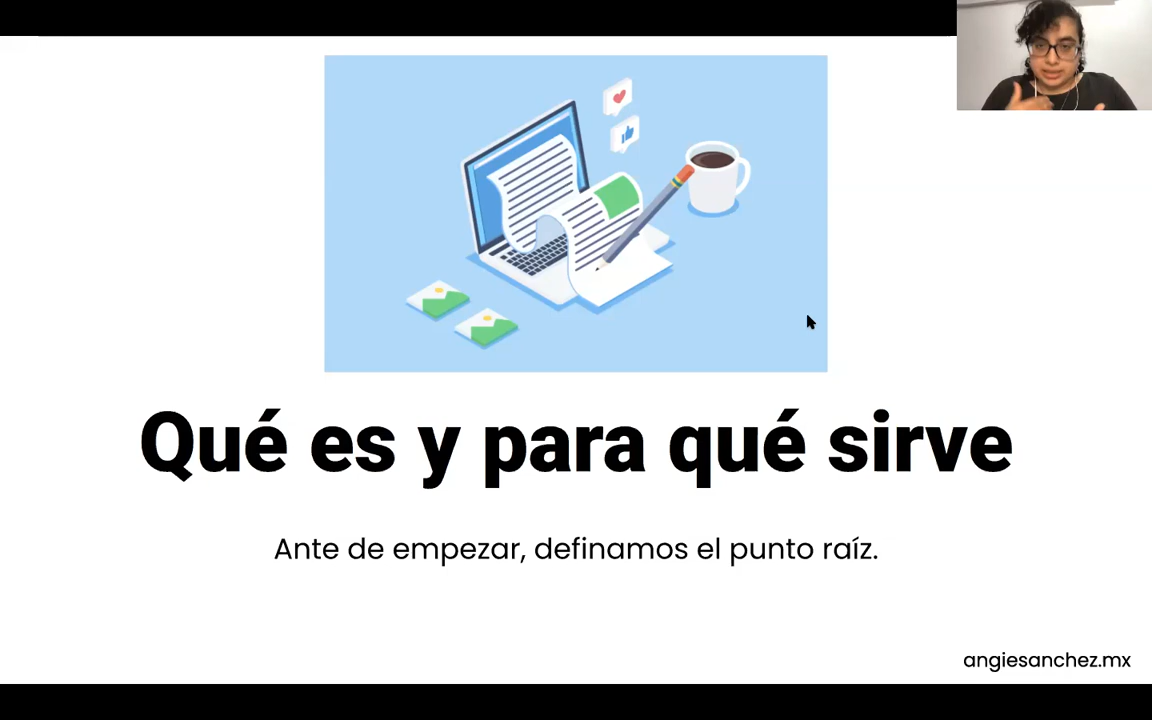 Qué es y para qué sirve
Ante de empezar, definamos el punto raíz.
angiesanchez.mx